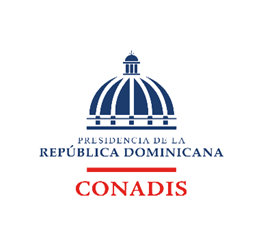 PRESIDENCIA DE LA
REPÚBLICA DOMINICANA
CONADIS